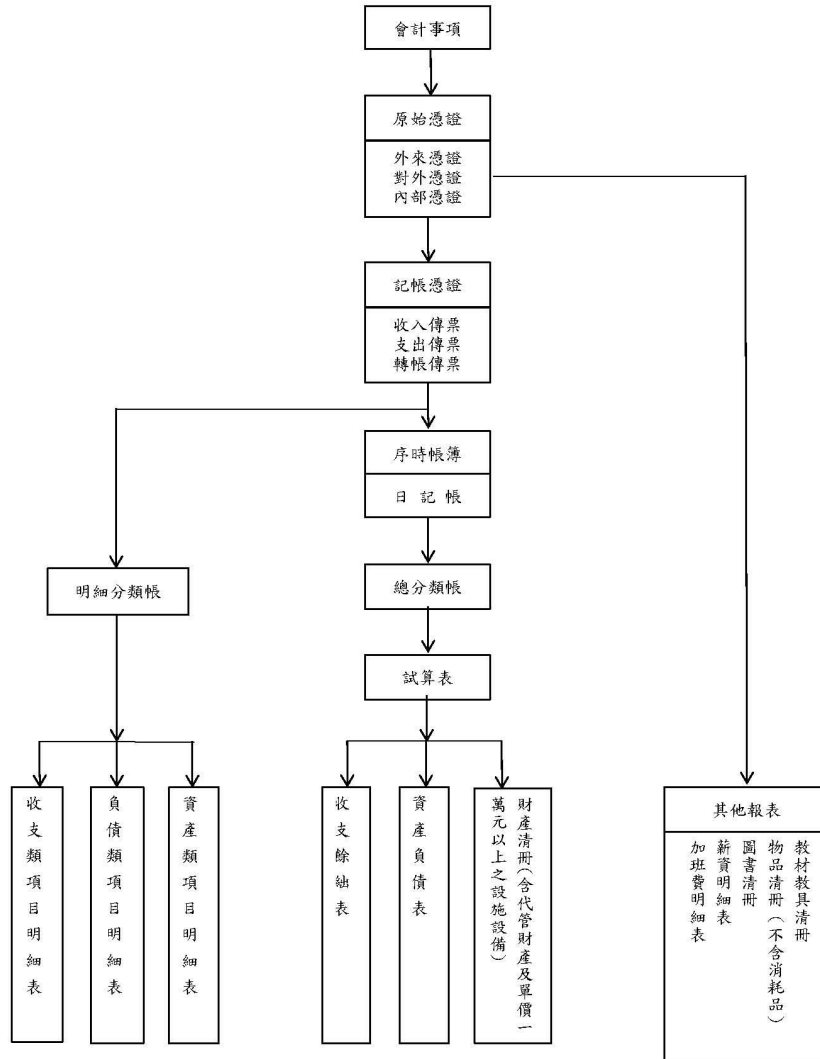 會計事項
原始憑證
外來憑證
對外憑證
內部憑證
記帳憑證
收入傳票
支出傳票
轉帳傳票
序時帳簿
日記帳
明細分類帳
總分類帳
試算表
收支類項目明細表
負債類項目明細表
資產類項目明細表
收支餘絀表
資產負債表
財產清冊(含代管財產及單價一
萬元以上之設施設備)
其他報表
教材教具清冊
物品清冊(不含消耗品)
圖書清冊
薪資明細表
加班費明細表